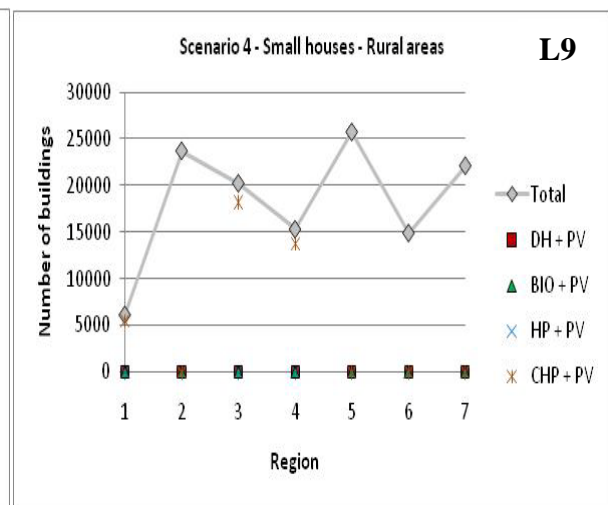 Scenario 4 - Small houses - Rural areas
L9
30000
25000
20000
15000
10000
5000
0
Number of buildings
1 2 3 4 5 6 7
Region
Total
DH + PV
BIO + PV
HP + PV
CHP + PV